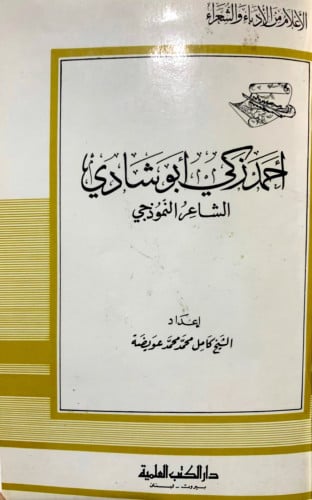 الأعلام من الأدباء والشعراء
أحمد زكي أبو شادي
الشاعر النموذجي
إعداد
الشيخ كامل محمد محمد عويضة
دار الكتب العلمية
بيروت - لبنان